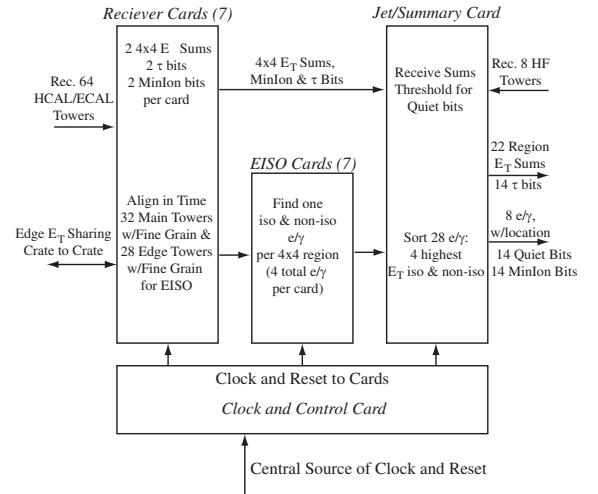 Reciever Cards (7)
Jet/Summary Card
2 4x4 E Sums
2 τ bits
2 MinIon bits
per card
4x4 E_T Sums,
MinIon & τ Bits
Receive Sums
Threshold for
Quiet bits
Rec. 8 HF
Towers
Rec. 64
HCAL/ECAL
Towers
EISO Cards (7)
22 Region
E_T Sums
14 τ bits
Align in Time
32 Main Towers
w/Fine Grain &
28 Edge Towers
w/Fine Grain
for EISO
Find one
iso & non-iso
e/γ
per 4x4 region
(4 total e/γ
per card)
Edge E_T Sharing
Crate to Crate
Sort 28 e/γ:
4 highest
E_T iso & non-iso
8 e/γ,
w/location
14 Quiet Bits
14 MinIon Bits
Clock and Reset to Cards
Clock and Control Card
Central Source of Clock and Reset